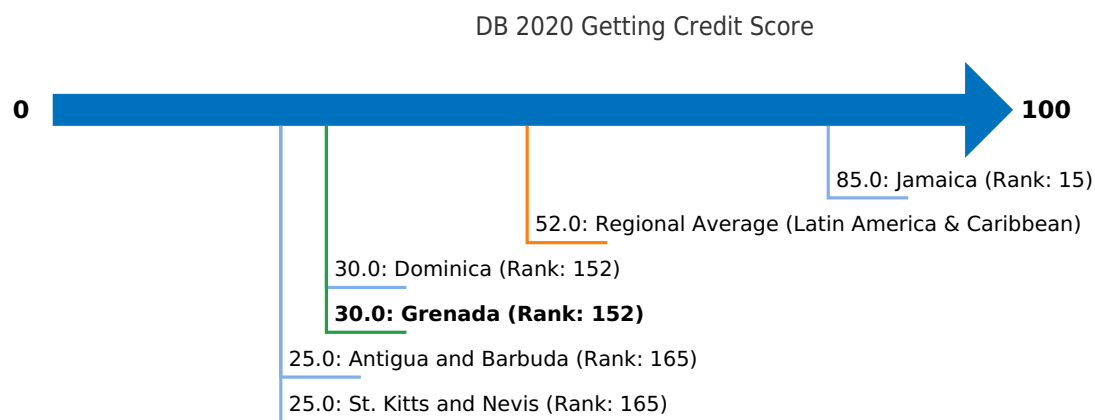 DB 2020 Getting Credit Score
0
100
85.0: Jamaica (Rank: 15)
52.0: Regional Average (Latin America & Caribbean)
30.0: Dominica (Rank: 152)
30.0: Grenada (Rank: 152)
25.0: Antigua and Barbuda (Rank: 165)
25.0: St. Kitts and Nevis (Rank: 165)